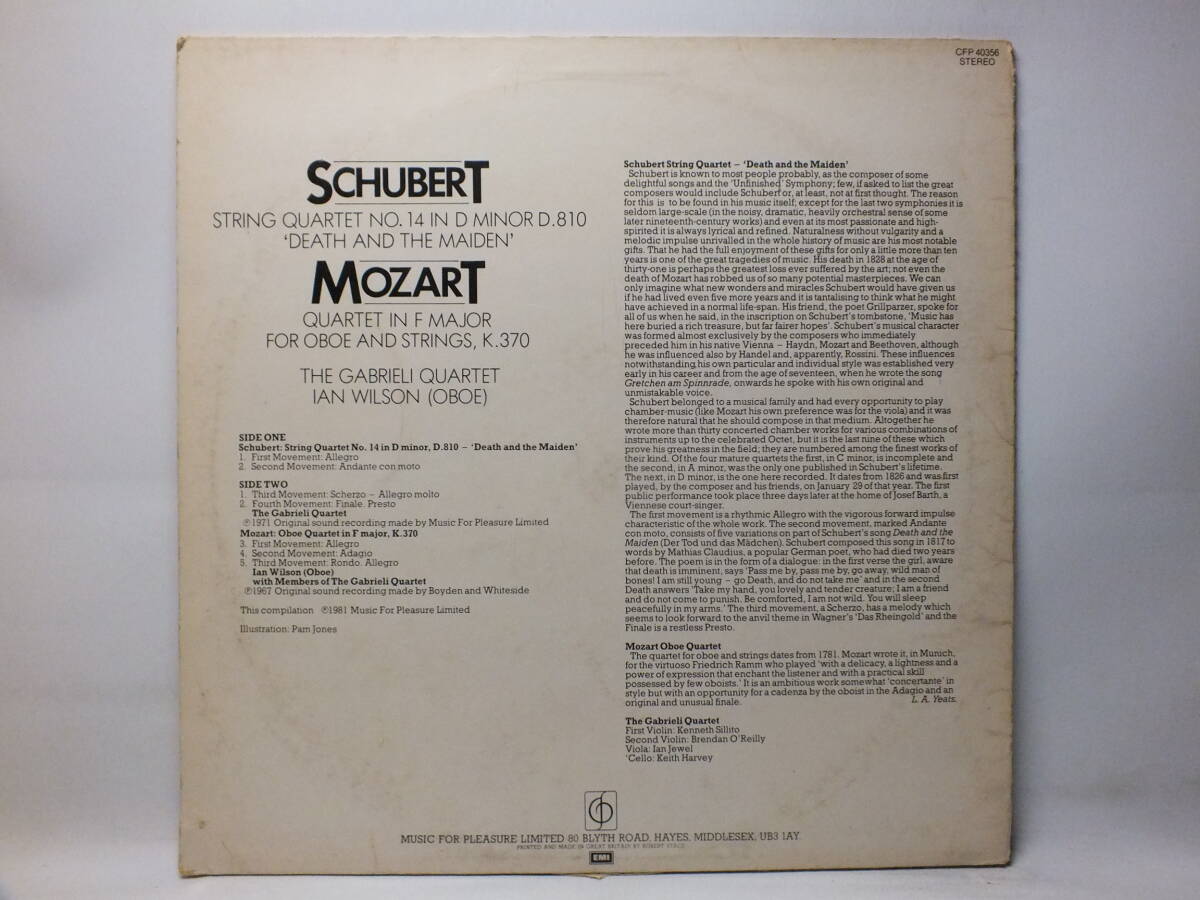 CFP 40356
STEREO
SCHUBERT
STRING QUARTET NO. 14 IN D MINOR D.810
‘DEATH AND THE MAIDEN’
MOZART
QUARTET IN F MAJOR
FOR OBOE AND STRINGS, K.370
THE GABRIELI QUARTET
IAN WILSON (OBOE)
SIDE ONE
Schubert: String Quartet No. 14 in D minor, D.810 – ‘Death and the Maiden’
1. First Movement: Allegro
2. Second Movement: Andante con moto
SIDE TWO
1. Third Movement: Scherzo – Allegro molto
2. Fourth Movement: Finale. Presto
The Gabrieli Quartet
℗1971 Original sound recording made by Music For Pleasure Limited
Mozart: Oboe Quartet in F major, K.370
3. First Movement: Allegro
4. Second Movement: Adagio
5. Third Movement: Rondo. Allegro
Ian Wilson (Oboe)
with Members of The Gabrieli Quartet
℗1967 Original sound recording made by Boyden and Whiteside
This compilation ℗1981 Music For Pleasure Limited
Illustration: Pam Jones
Schubert String Quartet – ‘Death and the Maiden’
Schubert is known to most people probably, as the composer of some
delightful songs and the ‘Unfinished’ Symphony; few, if asked to list the great
composers would include Schubert or, at least, not at first thought. The reason
for this is to be found in his music itself; except for the last two symphonies it is
seldom large-scale (in the noisy, dramatic, heavily orchestral sense of some
later nineteenth-century works) and even at its most passionate and high-
spirited it is always lyrical and refined. Naturalness without vulgarity and a
melodic impulse unrivalled in the whole history of music are his most notable
gifts. That he had the full enjoyment of these gifts for only a little more than ten
years is one of the great tragedies of music. His death in 1828 at the age of
thirty-one is perhaps the greatest loss ever suffered by the art; not even the
death of Mozart has robbed us of so many potential masterpieces. We can
only imagine what new wonders and miracles Schubert would have given us
if he had lived even five more years and it is tantalising to think what he might
have achieved in a normal life-span. His friend, the poet Grillparzer, spoke for
all of us when he said, in the inscription on Schubert's tombstone, ‘Music has
here buried a rich treasure, but far fairer hopes’. Schubert's musical character
was formed almost exclusively by the composers who immediately
preceded him in his native Vienna – Haydn, Mozart and Beethoven, although
he was influenced also by Handel and, apparently, Rossini. These influences
notwithstanding, his own particular and individual style was established very
early in his career and from the age of seventeen, when he wrote the song
Gretchen am Spinnrade, onwards he spoke with his own original and
unmistakable voice.
Schubert belonged to a musical family and had every opportunity to play
chamber-music (like Mozart his own preference was for the viola) and it was
therefore natural that he should compose in that medium. Altogether he
wrote more than thirty concerted chamber works for various combinations of
instruments up to the celebrated Octet, but it is the last nine of these which
prove his greatness in the field; they are numbered among the finest works of
their kind. Of the four mature quartets the first, in C minor, is incomplete and
the second, in A minor, was the only one published in Schubert's lifetime.
The next, in D minor, is the one here recorded. It dates from 1826 and was first
played, by the composer and his friends, on January 29 of that year. The first
public performance took place three days later at the home of Josef Barth, a
Viennese court-singer.
The first movement is a rhythmic Allegro with the vigorous forward impulse
characteristic of the whole work. The second movement, marked Andante
con moto, consists of five variations on part of Schubert's song Death and the
Maiden (Der Tod und das Mädchen). Schubert composed this song in 1817 to
words by Mathias Claudius, a popular German poet, who had died two years
before. The poem is in the form of a dialogue: in the first verse the girl, aware
that death is imminent, says ‘Pass me by, pass me by, go away, wild man of
bones! I am still young – go Death, and do not take me’ and in the second
Death answers ‘Take my hand, you lovely and tender creature; I am a friend
and do not come to punish. Be comforted, I am not wild. You will sleep
peacefully in my arms.’ The third movement, a Scherzo, has a melody which
seems to look forward to the anvil theme in Wagner's ‘Das Rheingold’ and the
Finale is a restless Presto.
Mozart Oboe Quartet
The quartet for oboe and strings dates from 1781. Mozart wrote it, in Munich,
for the virtuoso Friedrich Ramm who played ‘with a delicacy, a lightness and a
power of expression that enchant the listener and with a practical skill
possessed by few oboists.’ It is an ambitious work somewhat ‘concertante’ in
style but with an opportunity for a cadenza by the oboist in the Adagio and an
original and unusual finale. L. A. Yeats.
The Gabrieli Quartet
First Violin: Kenneth Sillito
Second Violin: Brendan O'Reilly
Viola: Ian Jewel
‘Cello: Keith Harvey
MUSIC FOR PLEASURE LIMITED 80 BLYTH ROAD, HAYES, MIDDLESEX, UB3 1AY
PRINTED AND MADE IN GREAT BRITAIN BY ROBERT STACE
EMI